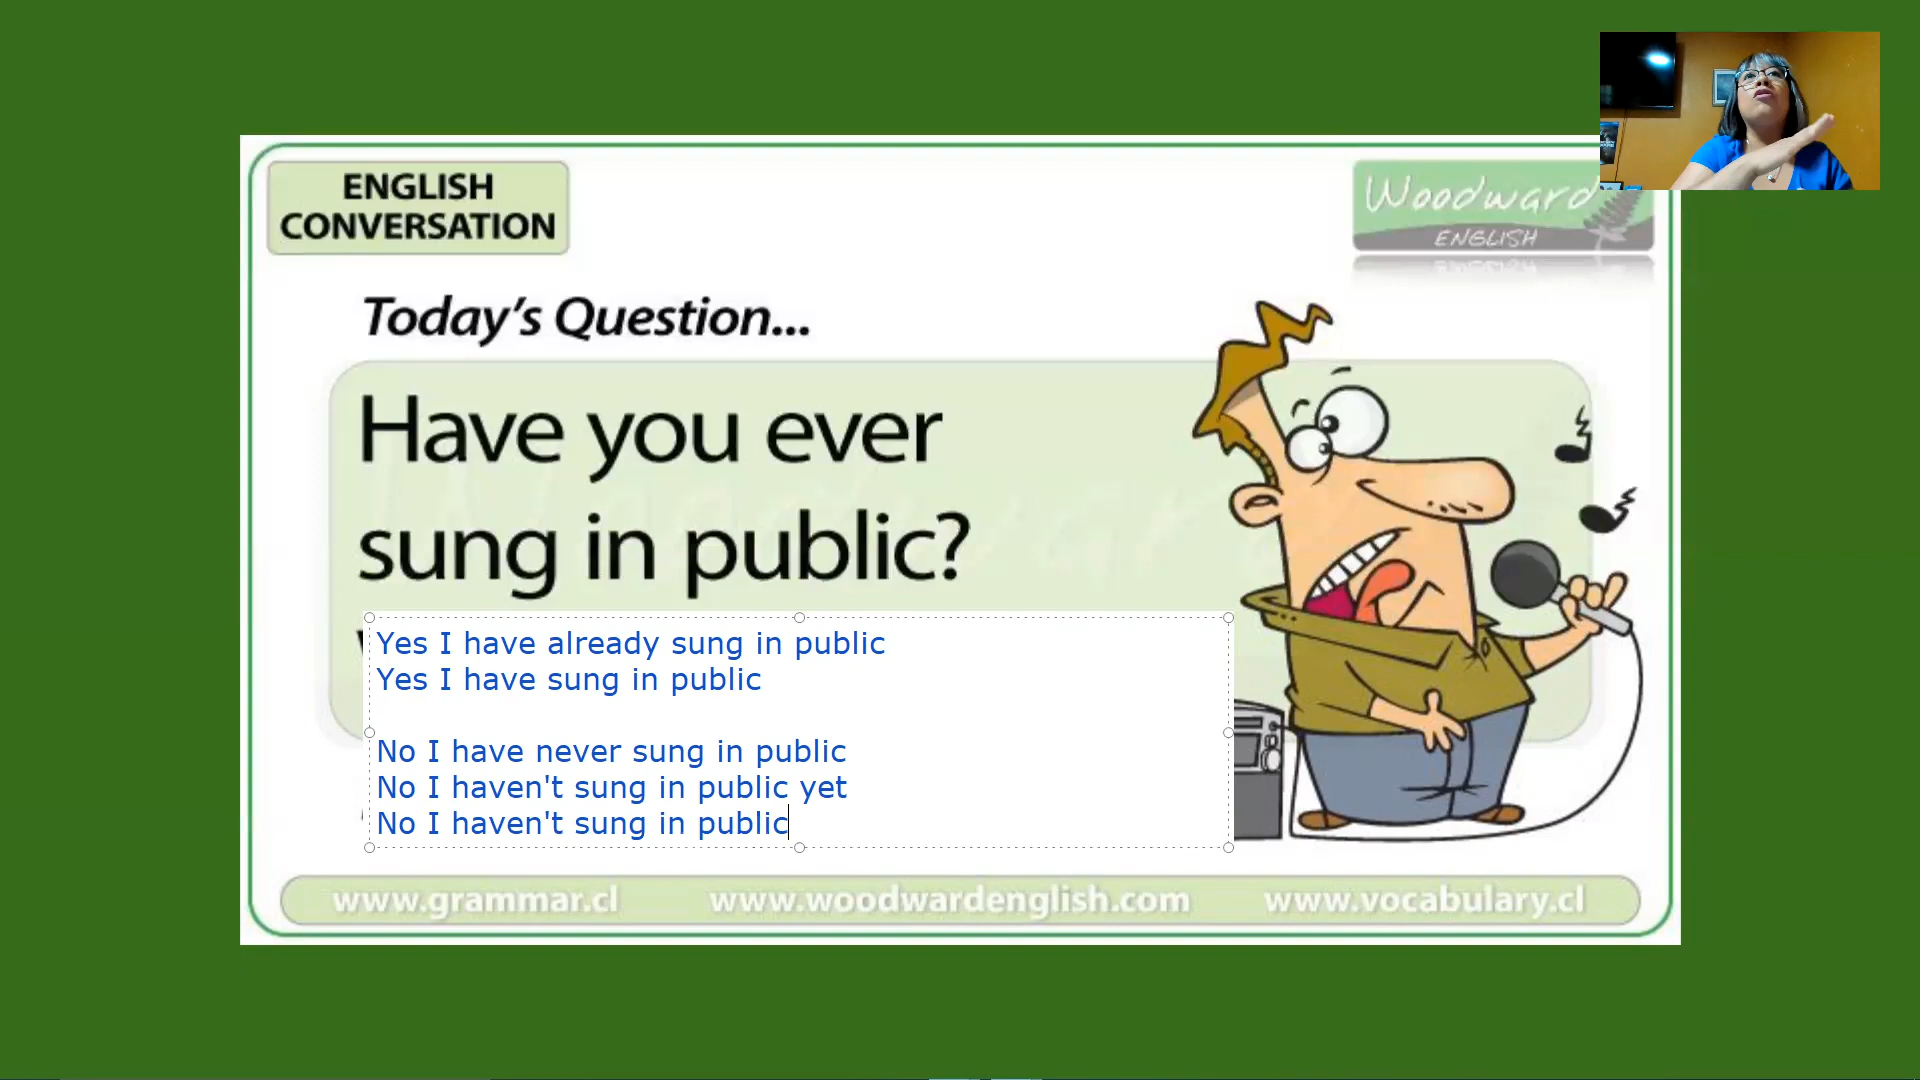 ENGLISH
CONVERSATION
Woodward
ENGLISH
Today's Question...
Have you ever
sung in public?
Yes I have already sung in public
Yes I have sung in public
No I have never sung in public
No I haven't sung in public yet
No I haven't sung in public
www.grammar.cl www.woodwardenglish.com www.vocabulary.cl